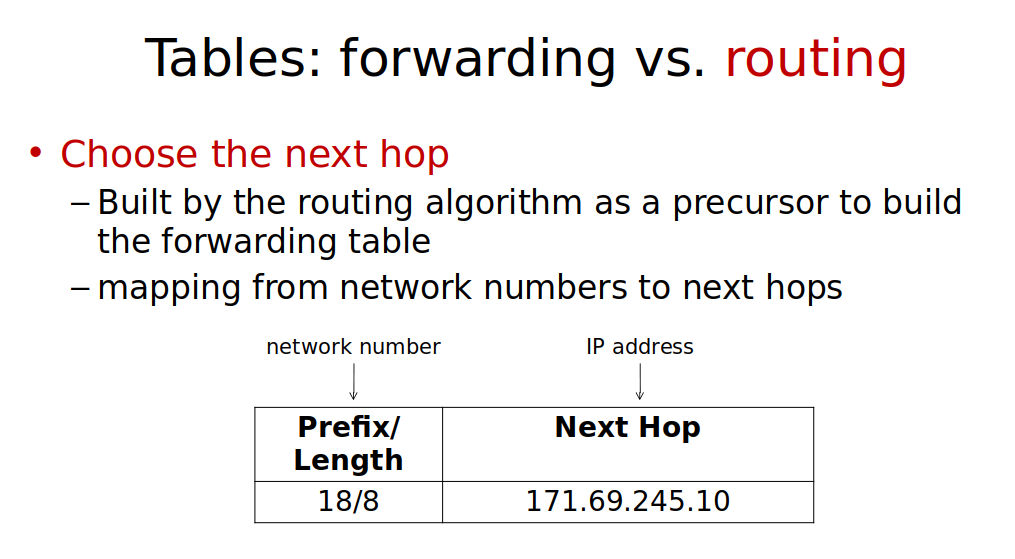 Tables: forwarding vs. routing
• Choose the next hop
– Built by the routing algorithm as a precursor to build
the forwarding table
– mapping from network numbers to next hops
network number IP address
Prefix/ Next Hop
Length
18/8 171.69.245.10